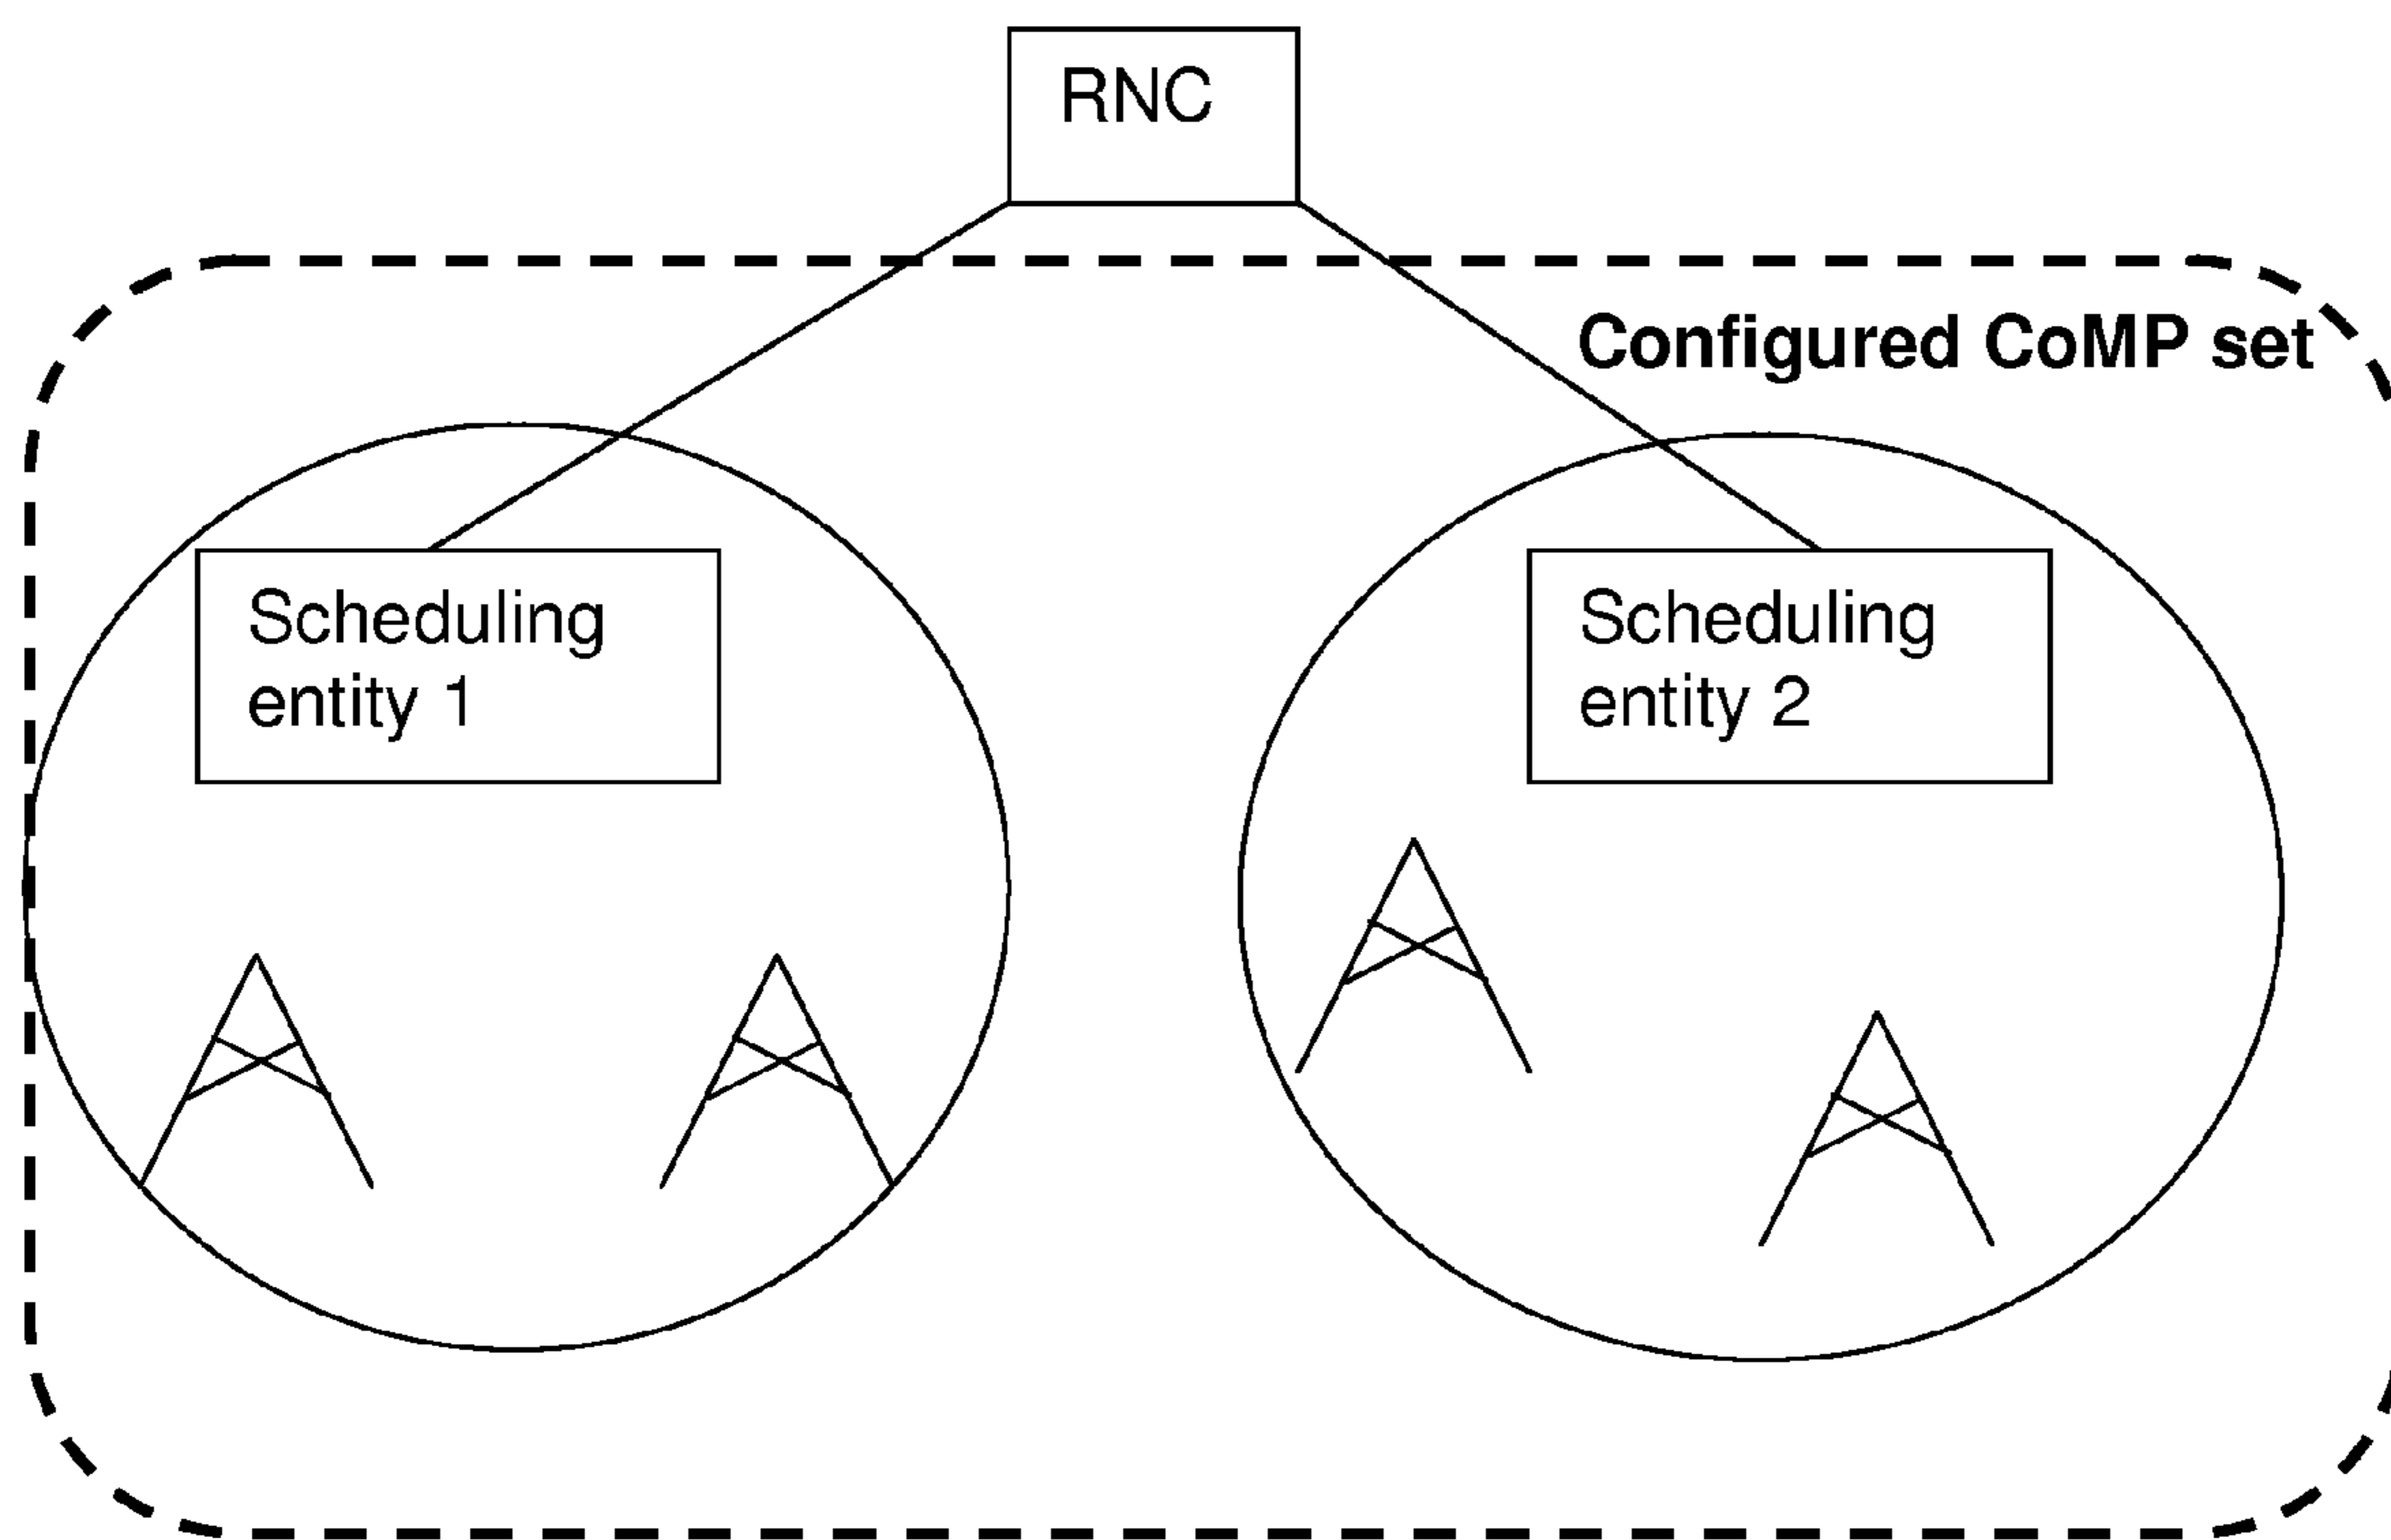 RNC
Configured CoMP set
Scheduling
entity 1
Scheduling
entity 2